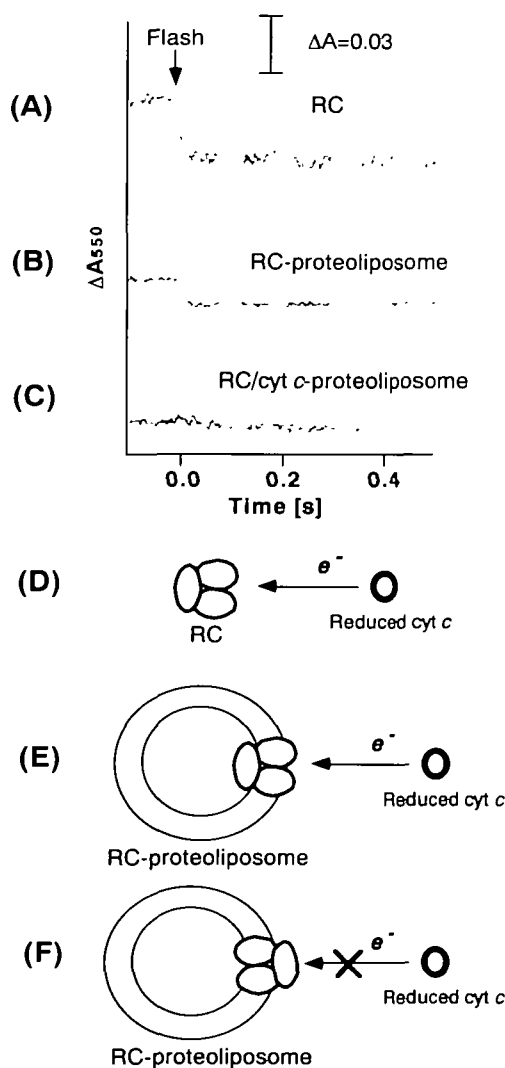 Flash
ΔA=0.03
(A)
RC
(B)
RC-proteoliposome
ΔA550
(C)
RC/cyt c-proteoliposome
0.0 0.2 0.4
Time [s]
(D)
e-
RC
Reduced cyt c
(E)
e-
Reduced cyt c
RC-proteoliposome
(F)
e-
Reduced cyt c
RC-proteoliposome